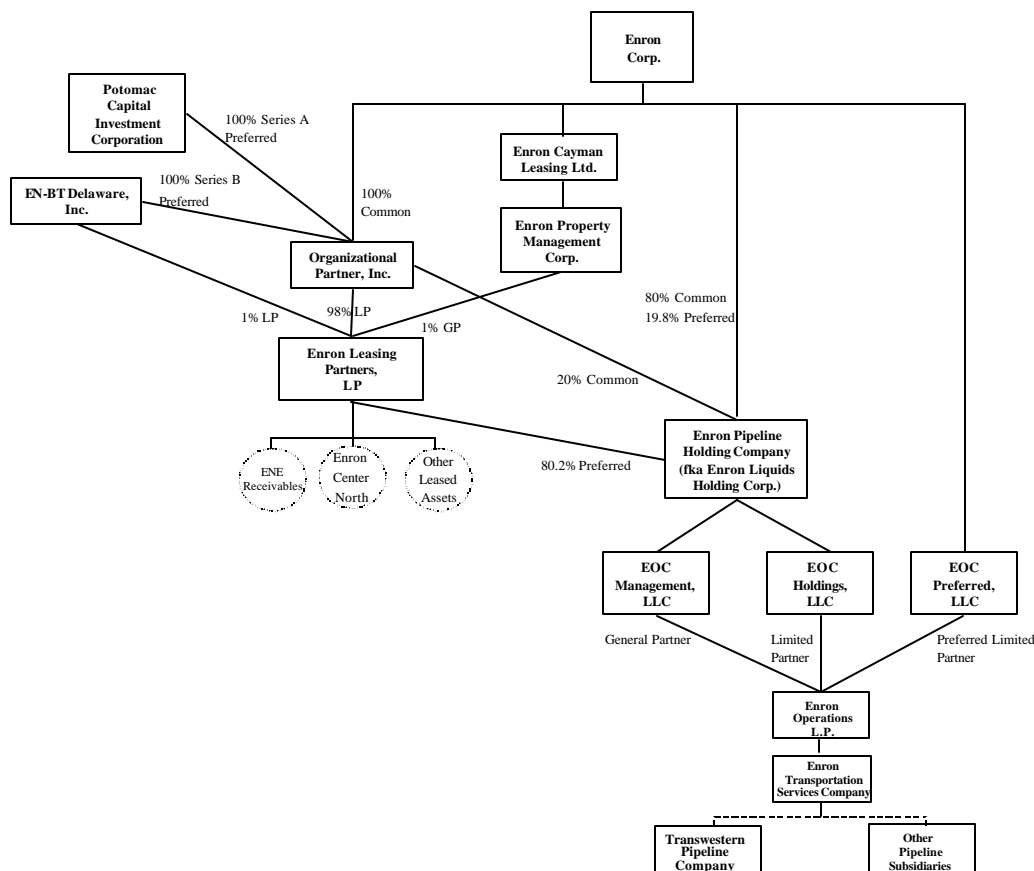 Enron
Corp.
Potomac
Capital
Investment
Corporation
100% Series A
Preferred
Enron Cayman
Leasing Ltd.
EN-BT Delaware,
Inc.
100% Series B
Preferred
100%
Common
Enron Property
Management
Corp.
Organizational
Partner, Inc.
1% LP
98% LP
1% GP
80% Common
19.8% Preferred
Enron Leasing
Partners,
LP
20% Common
Enron Pipeline
Holding Company
(fka Enron Liquids
Holding Corp.)
80.2% Preferred
ENE
Receivables
Enron
Center
North
Other
Leased
Assets
EOC
Management,
LLC
EOC
Holdings,
LLC
EOC
Preferred,
LLC
General Partner
Limited
Partner
Preferred Limited
Partner
Enron
Operations
L.P.
Enron
Transportation
Services Company
Transwestern
Pipeline
Company
Other
Pipeline
Subsidiaries